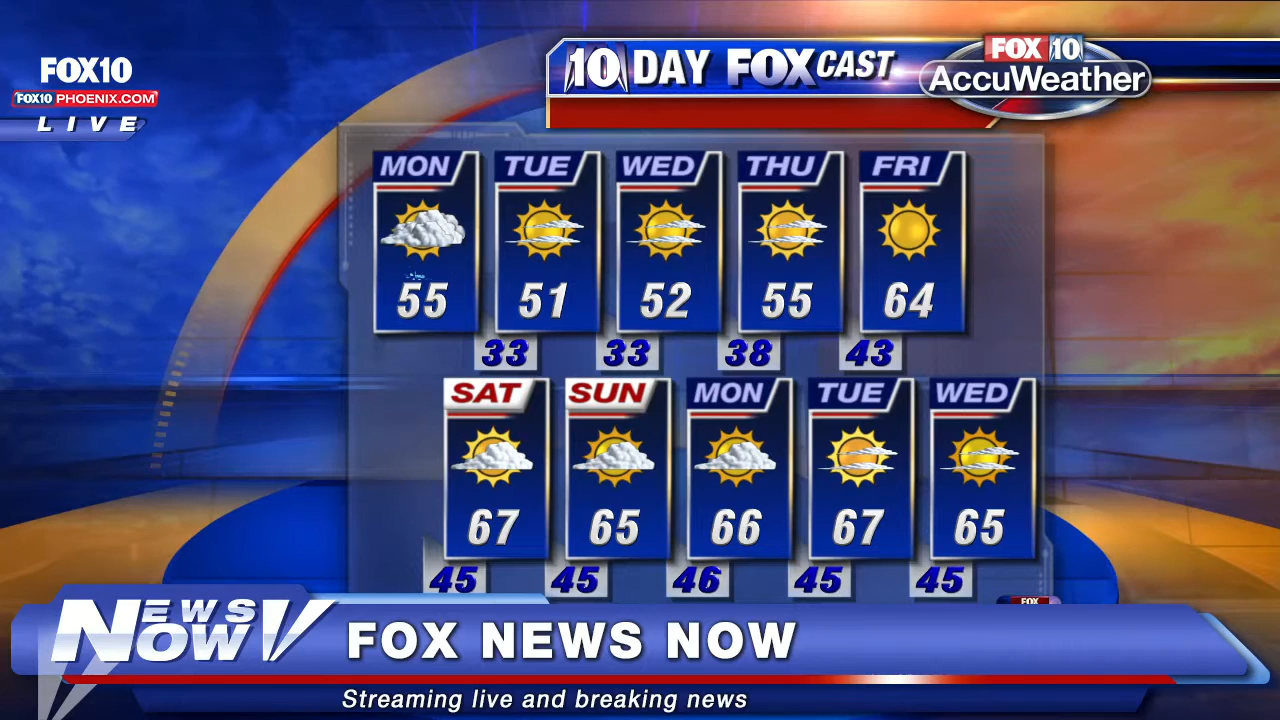 FOX10
FOX10 PHOENIX.COM
LIVE
10 DAY FOXCAST
FOX 10
AccuWeather
MON TUE WED THU FRI
55 51 52 55 64
33 33 38 43
SAT SUN MON TUE WED
67 65 66 67 65
45 45 46 45 45
FOX
NEWS
NOW
FOX NEWS NOW
Streaming live and breaking news